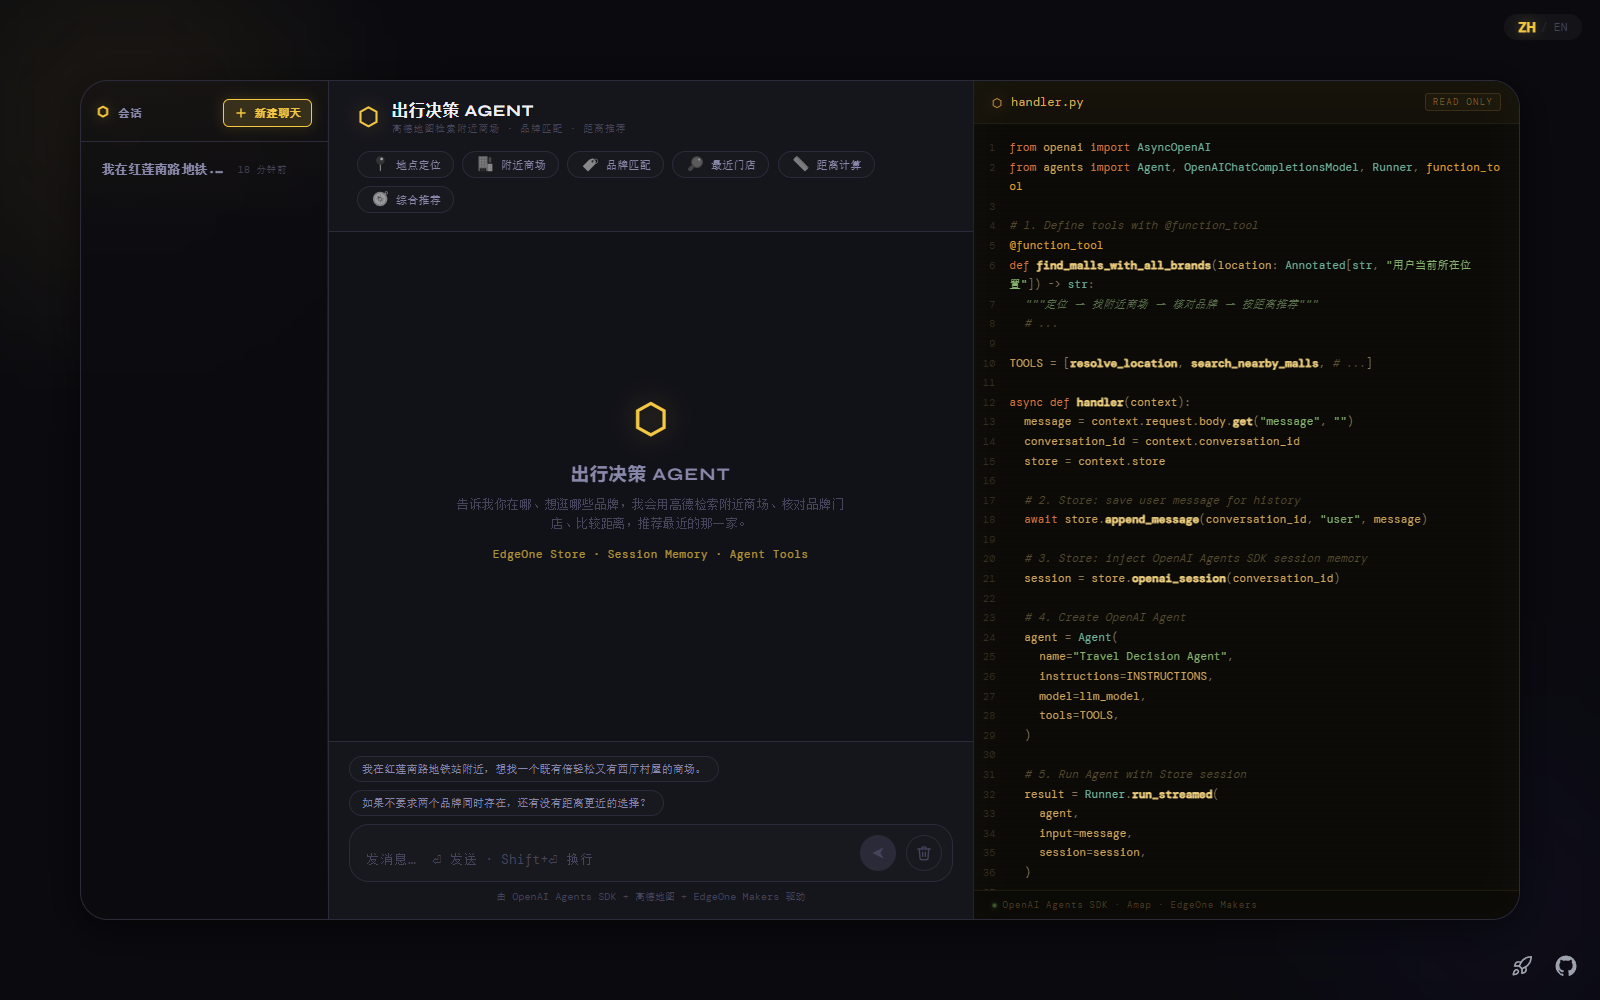 ZH / EN
会话
+ 新建聊天
我在红莲南路地铁... 18 分钟前
出行决策 AGENT
高德地图检索附近商场 · 品牌匹配 · 距离推荐
地点定位 附近商场 品牌匹配 最近门店 距离计算
综合推荐
出行决策 AGENT
告诉我你在哪、想逛哪些品牌，我会用高德检索附近商场、核对品牌门
店、比较距离，推荐最近的那一家。
EdgeOne Store · Session Memory · Agent Tools
我在红莲南路地铁站附近，想找一个既有倍轻松又有西厅村屋的商场。
如果不要求两个品牌同时存在，还有没有距离更近的选择？
发消息… ⏎ 发送 · Shift+⏎ 换行
由 OpenAI Agents SDK + 高德地图 + EdgeOne Makers 驱动
handler.py
READ ONLY
1 from openai import AsyncOpenAI
2 from agents import Agent, OpenAIChatCompletionsModel, Runner, function_to
ol
3
4 # 1. Define tools with @function_tool
5 @function_tool
6 def find_malls_with_all_brands(location: Annotated[str, "用户当前所在位
置"]) -> str:
7 """定位 → 找附近商场 → 核对品牌 → 按距离推荐"""
8 # ...
9
10 TOOLS = [resolve_location, search_nearby_malls, # ...]
11
12 async def handler(context):
13 message = context.request.body.get("message", "")
14 conversation_id = context.conversation_id
15 store = context.store
16
17 # 2. Store: save user message for history
18 await store.append_message(conversation_id, "user", message)
19
20 # 3. Store: inject OpenAI Agents SDK session memory
21 session = store.openai_session(conversation_id)
22
23 # 4. Create OpenAI Agent
24 agent = Agent(
25 name="Travel Decision Agent",
26 instructions=INSTRUCTIONS,
27 model=llm_model,
28 tools=TOOLS,
29 )
30
31 # 5. Run Agent with Store session
32 result = Runner.run_streamed(
33 agent,
34 input=message,
35 session=session,
36 )
OpenAI Agents SDK · Amap · EdgeOne Makers